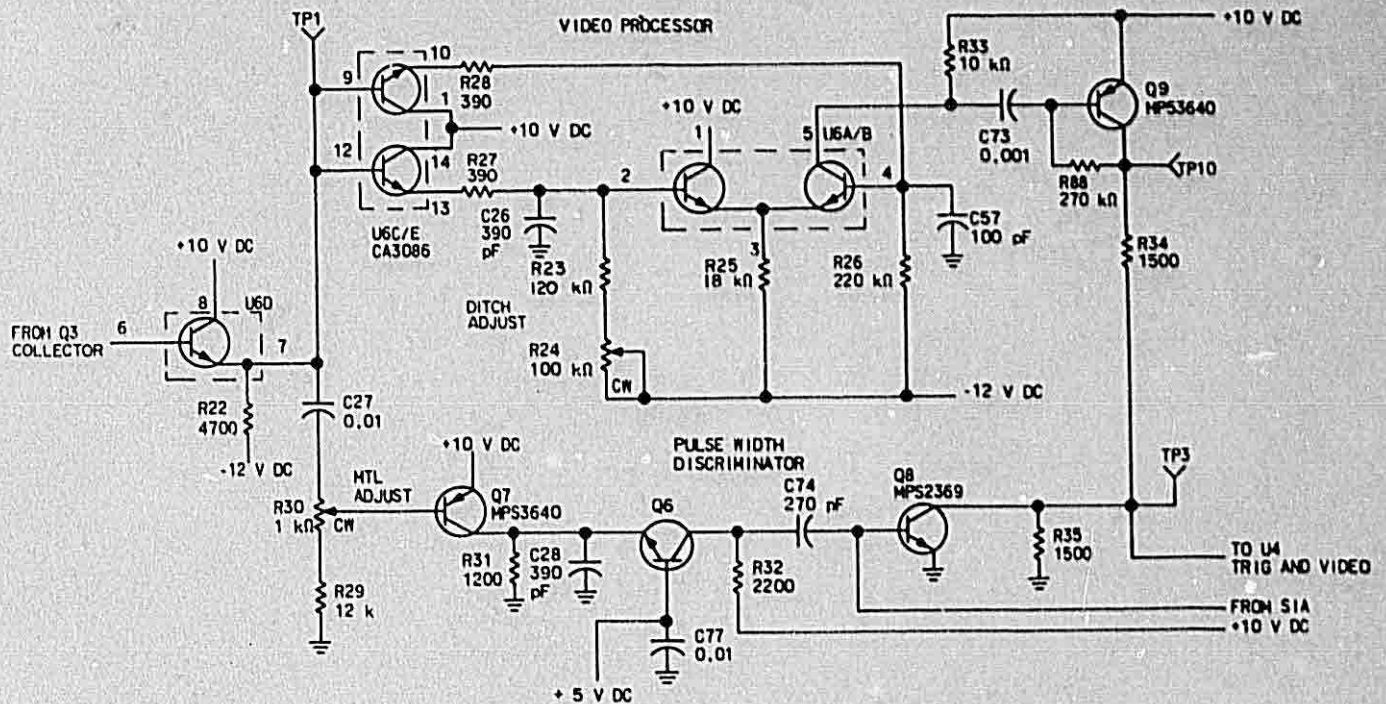 TP1
VIDEO PROCESSOR
+10 V DC
10
R28
390
9
1
+10 V DC
12
14
R27
390
13
U6C/E
CA3086
C26
390
pF
+10 V DC
1
5
U6A/B
2
4
3
R33
10 kΩ
C73
0.001
Q9
MP53640
R88
270 kΩ
TP10
C57
100 pF
R34
1500
R23
120 kΩ
R25
18 kΩ
R26
220 kΩ
DITCH
ADJUST
R24
100 kΩ
CW
-12 V DC
+10 V DC
8
U6D
FROM Q3
COLLECTOR
6
7
R22
4700
-12 V DC
C27
0.01
MTL
ADJUST
R30
1 kΩ
CW
R29
12 k
+10 V DC
Q7
MPS3640
R31
1200
C28
390
pF
PULSE WIDTH
DISCRIMINATOR
Q6
C74
270 pF
R32
2200
Q8
MPS2369
R35
1500
TP3
TO U4
TRIG AND VIDEO
FROM SIA
+10 V DC
C77
0.01
+ 5 V DC